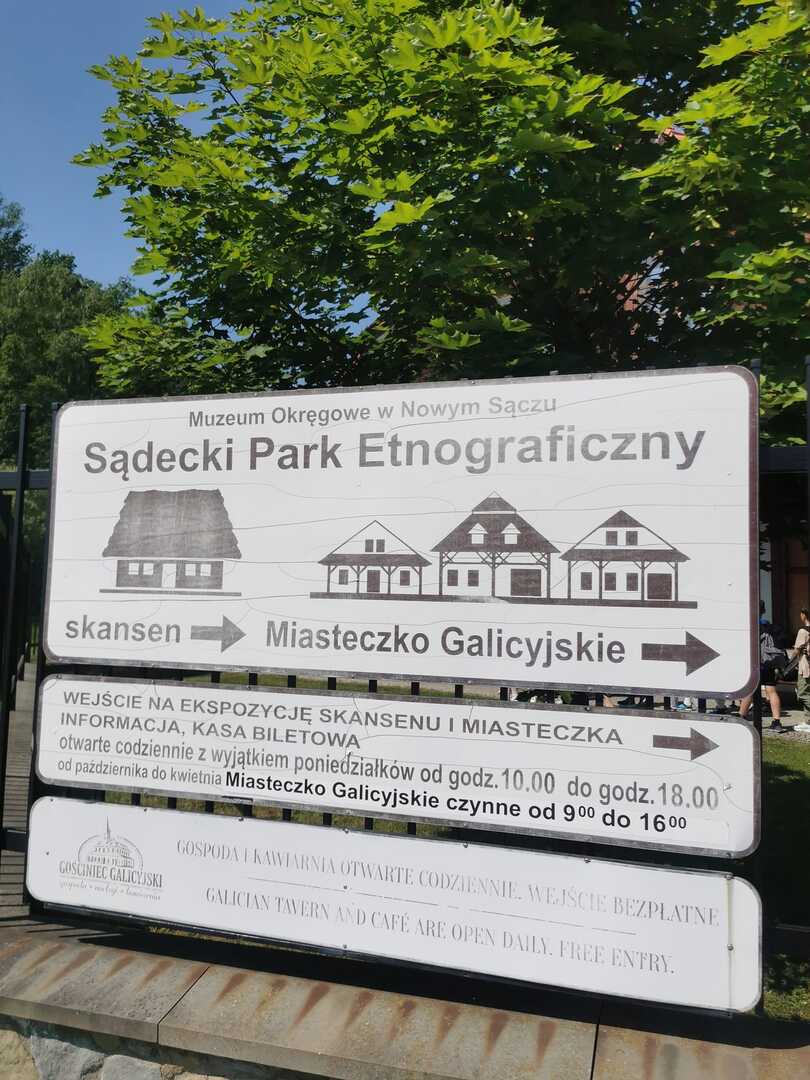 Muzeum Okręgowe w Nowym Sączu
Sądecki Park Etnograficzny
skansen
Miasteczko Galicyjskie
WEJŚCIE NA EKSPOZYCJĘ SKANSENU I MIASTECZKA
INFORMACJA, KASA BILETOWA
otwarte codziennie z wyjątkiem poniedziałków od godz.10.00 do godz.18.00
od października do kwietnia Miasteczko Galicyjskie czynne od 9⁰⁰ do 16⁰⁰
GOŚCINIEC GALICYJSKI
GOSPODA I KAWIARNIA OTWARTE CODZIENNIE. WEJŚCIE BEZPŁATNE
GALICIAN TAVERN AND CAFÉ ARE OPEN DAILY. FREE ENTRY.